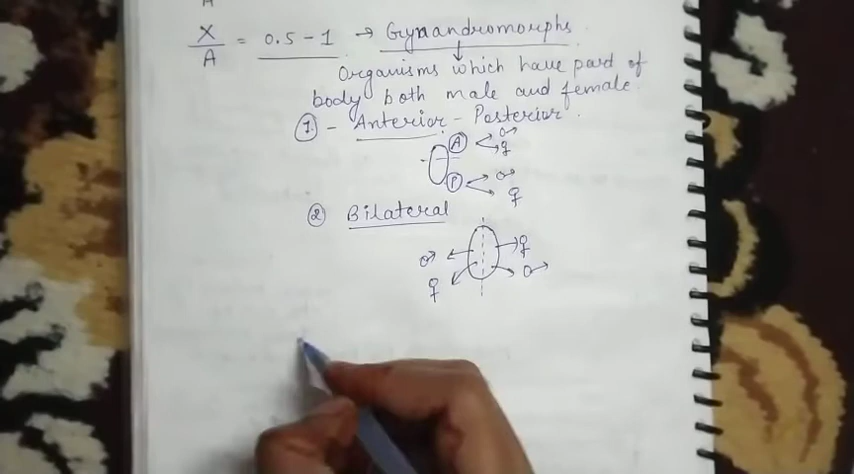 A
X/A = 0.5 - 1 → Gynandromorphs
↓
Organisms which have part of
body both male and female
① - Anterior - Posterior.
A ♂ ♀
P ♂ ♀
② Bilateral
♂ ♀
♀ ♂